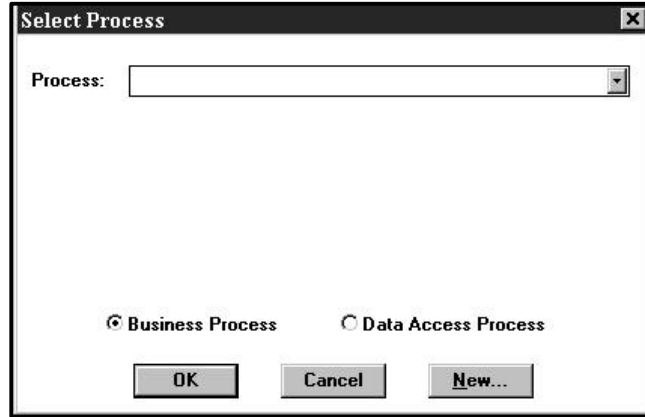 Select Process
Process:
Business Process Data Access Process
OK Cancel New...